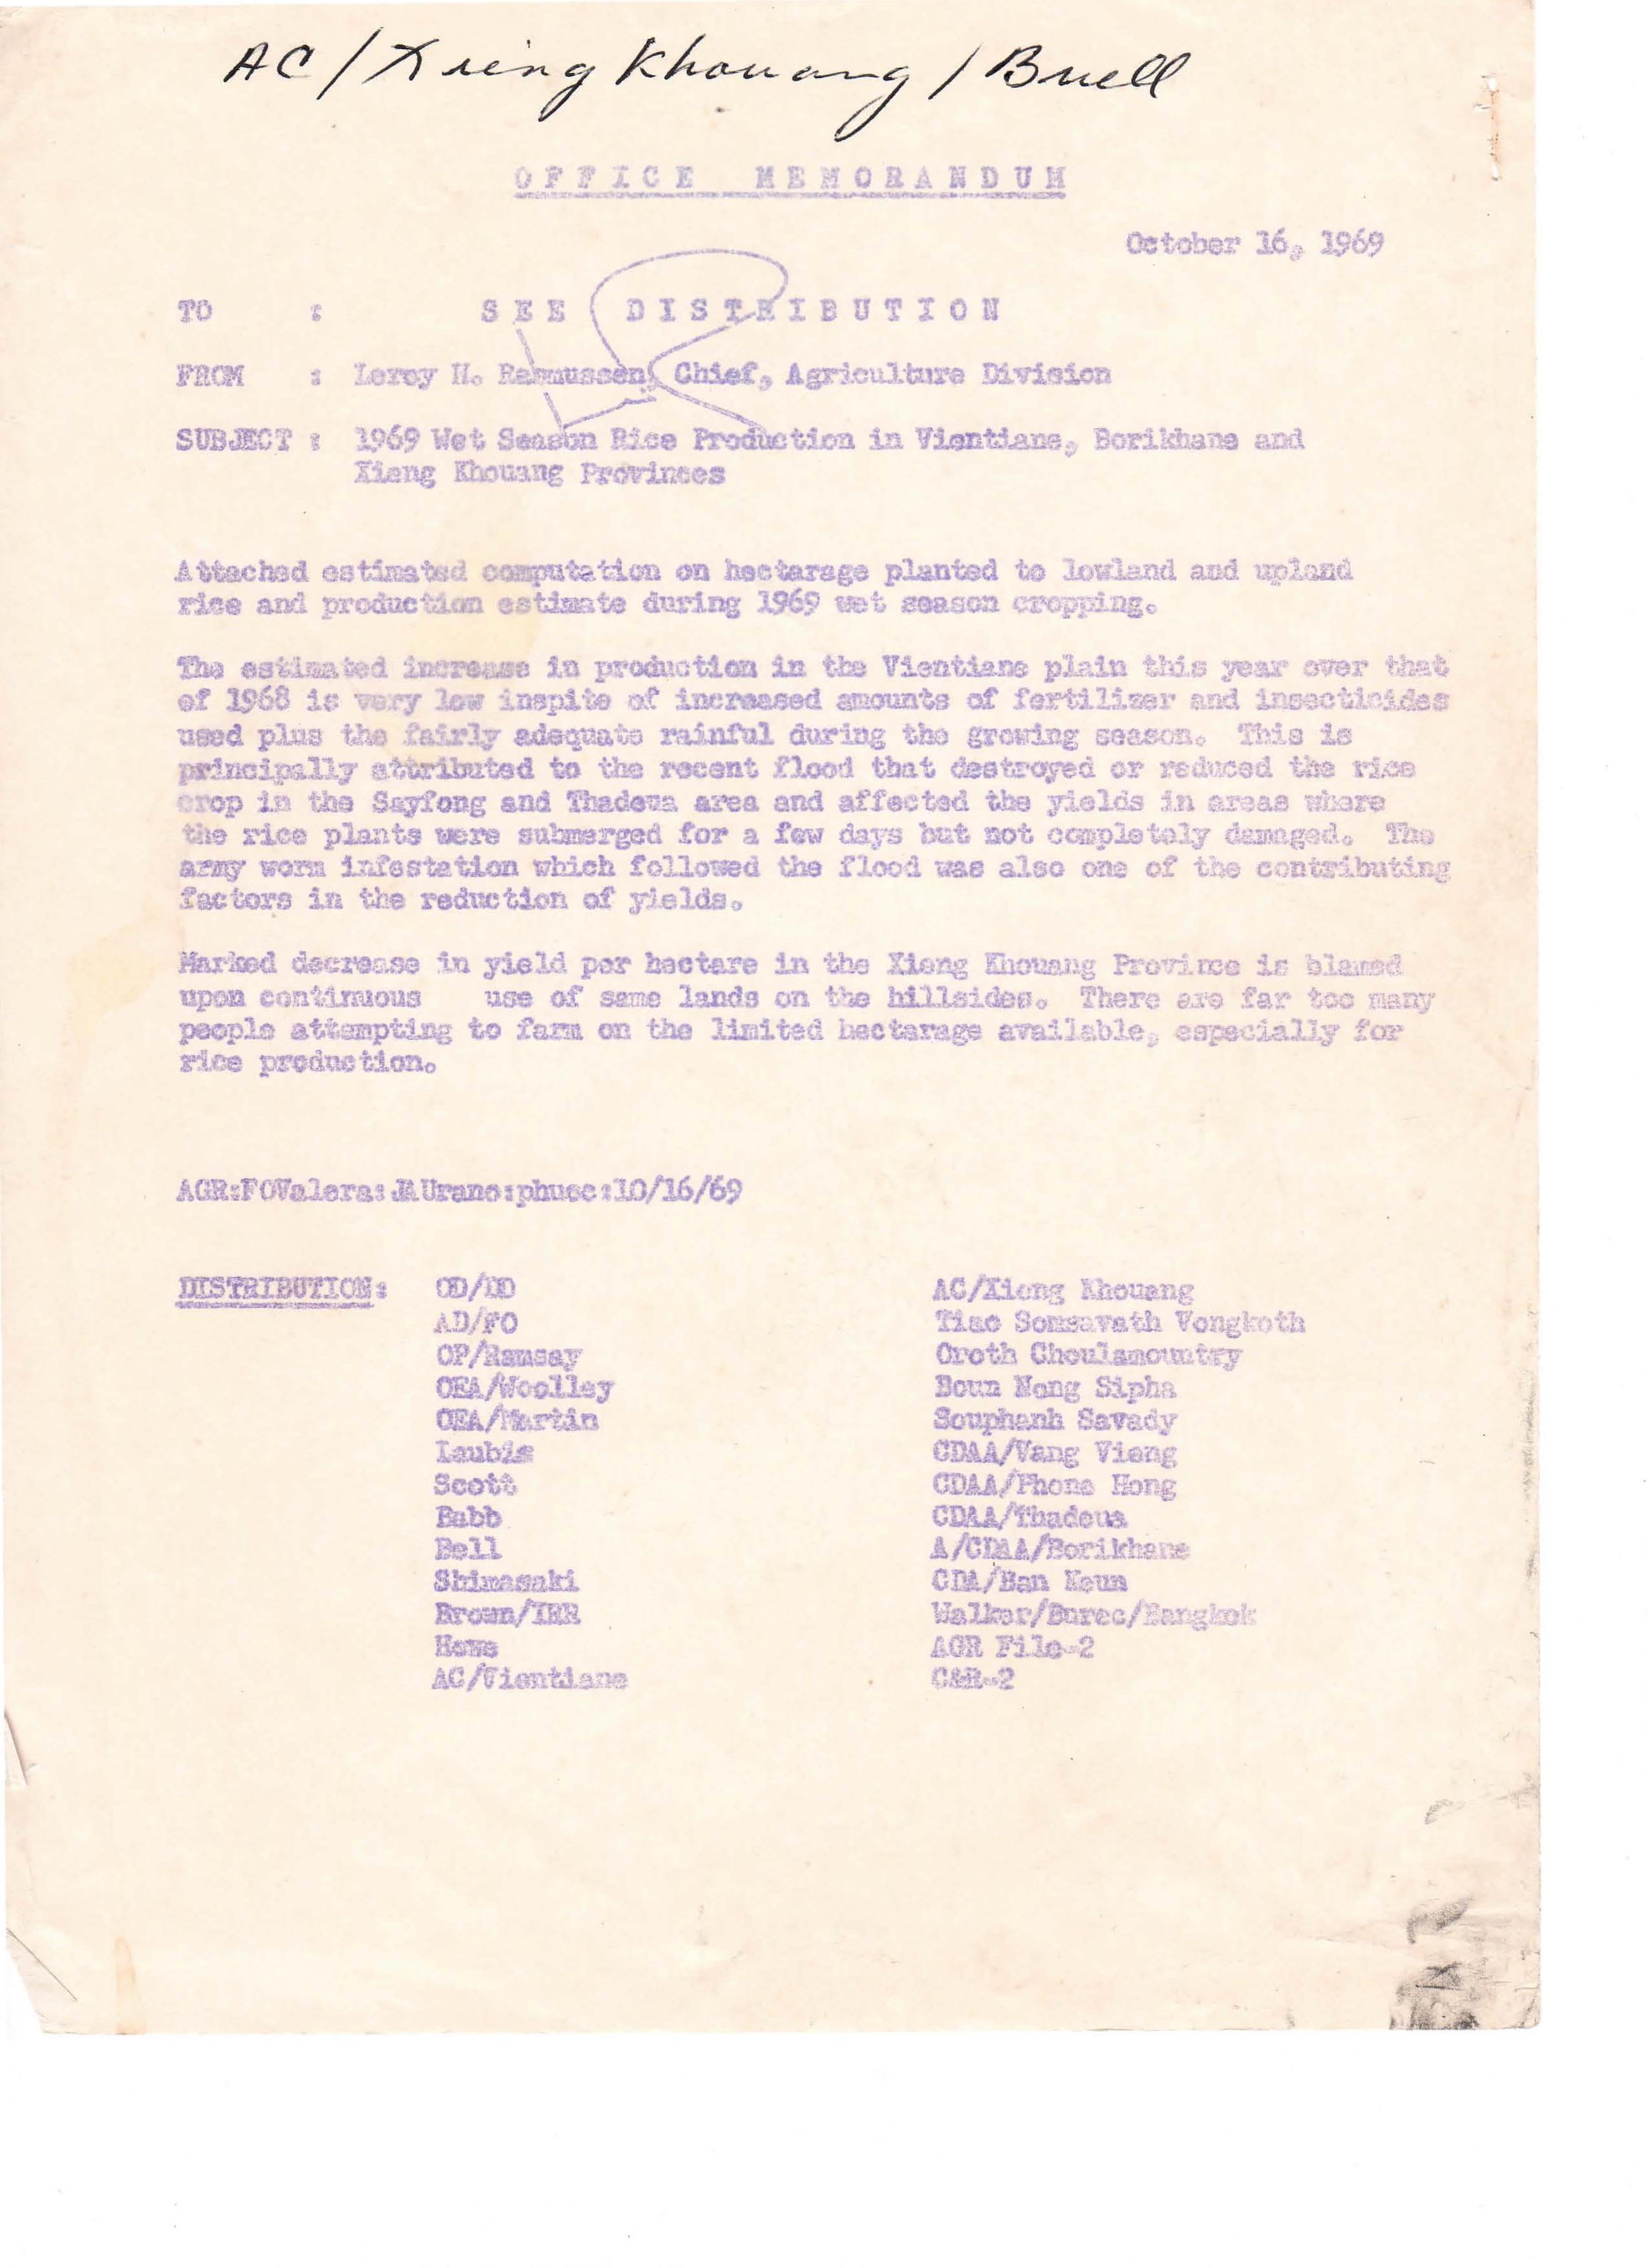 AC/Xieng Khouang/Buell
OFFICE MEMORANDUM
October 16, 1969
TO : SEE DISTRIBUTION
FROM : Leroy H. Rasmussen, Chief, Agriculture Division
SUBJECT : 1969 Wet Season Rice Production in Vientiane, Borikhane and
Xieng Khouang Provinces
Attached estimated computation on hectarage planted to lowland and upland
rice and production estimate during 1969 wet season cropping.
The estimated increase in production in the Vientiane plain this year over that
of 1968 is very low inspite of increased amounts of fertilizer and insecticides
used plus the fairly adequate rainful during the growing season. This is
principally attributed to the recent flood that destroyed or reduced the rice
crop in the Sayfong and Thadeua area and affected the yields in areas where
the rice plants were submerged for a few days but not completely damaged. The
army worm infestation which followed the flood was also one of the contributing
factors in the reduction of yields.
Marked decrease in yield per hectare in the Xieng Khouang Province is blamed
upon continuous use of same lands on the hillsides. There are far too many
people attempting to farm on the limited hectarage available, especially for
rice production.
AGR:FOValera:JAUrano:phuoc:10/16/69
DISTRIBUTION: OD/DD AC/Xieng Khouang
AD/FO Tiao Somsavath Vongkoth
OP/Ramsay Oroth Choulamountry
OEA/Woolley Boun Nong Sipha
OEA/Martin Souphanh Savady
Laubis CDAA/Vang Vieng
Scott CDAA/Phone Hong
Babb CDAA/Thadeua
Bell A/CDAA/Borikhane
Shimasaki CDA/Ban Keun
Brown/IRR Walker/Burec/Bangkok
Howe AGR File-2
AC/Vientiane C&R-2